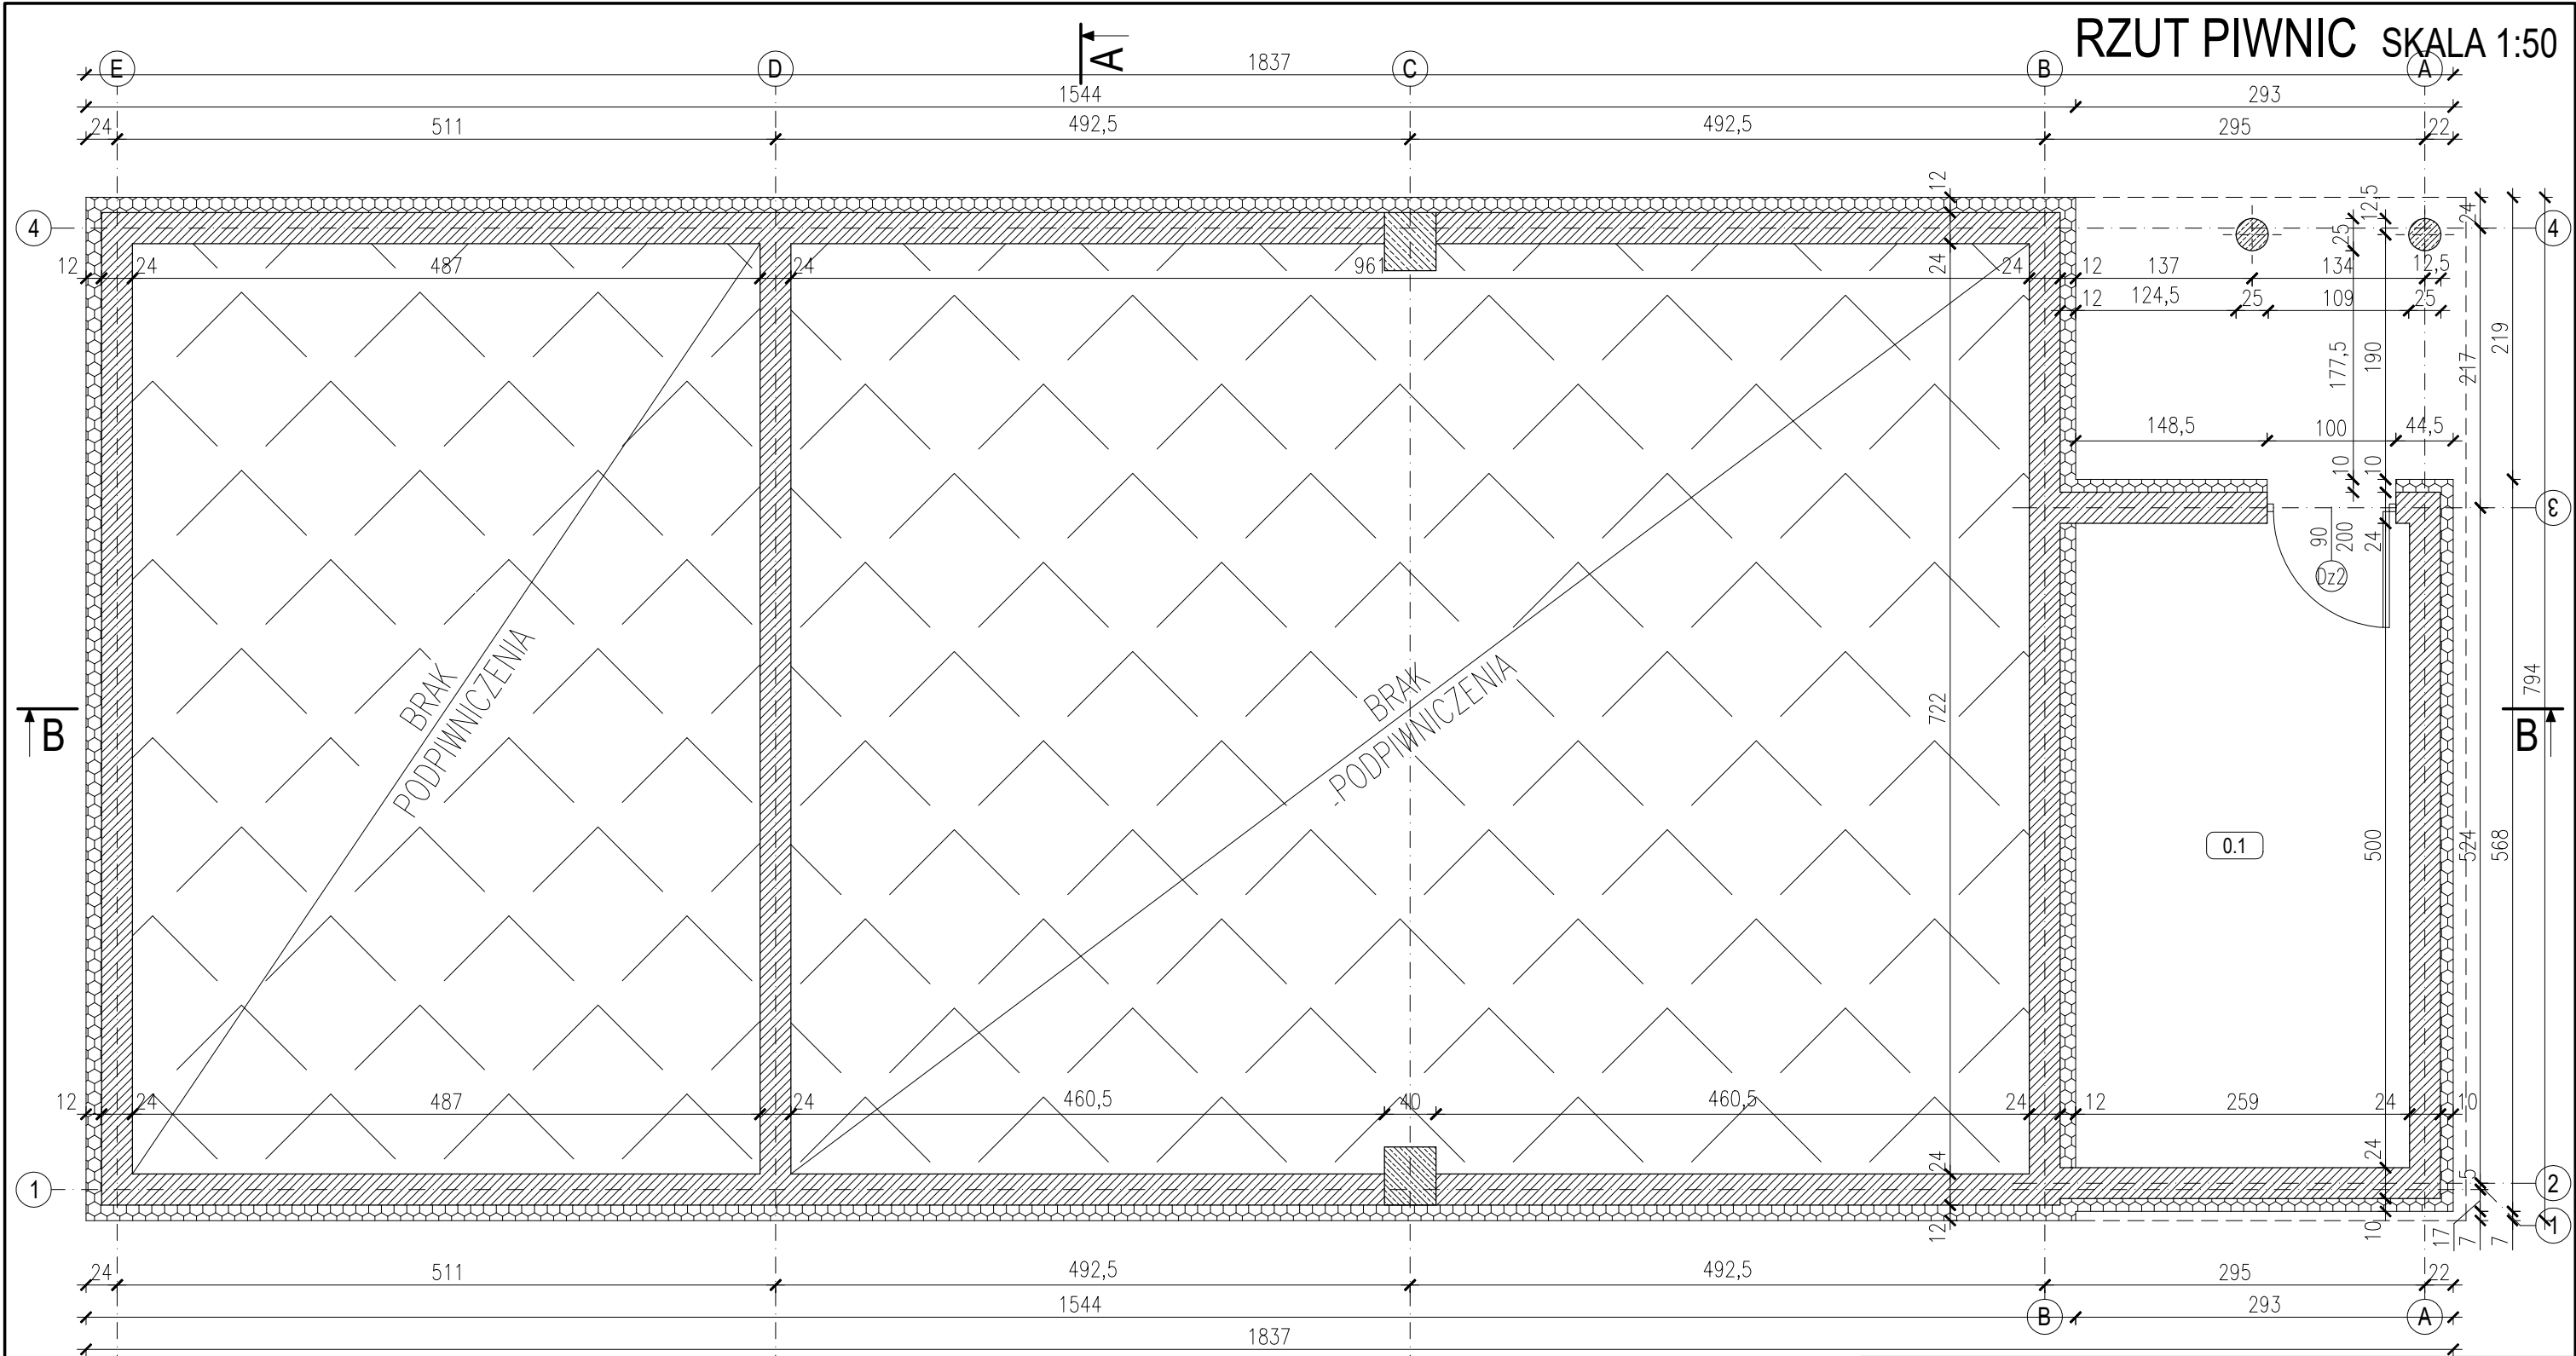 RZUT PIWNIC SKALA 1:50
E D A C B A
1837
1544 293
24 511 492,5 492,5 295 22
12
12,5
24
25
4 4
12 24 487 24 961 24 24 12 137 134 12,5
12 124,5 25 109 25
219
177,5 190 217
148,5 100 44,5
10 10
3
90
200
24
Dz2
BRAK
PODPIWNICZENIA
BRAK
PODPIWNICZENIA
794
722
B B
0.1
500 524 568
12 24 487 24 460,5 40 460,5 24 12 259 24 10
24 24
5
1 2
12 10 17 7 7 1
24 511 492,5 492,5 295 22
1544 293
B A
1837